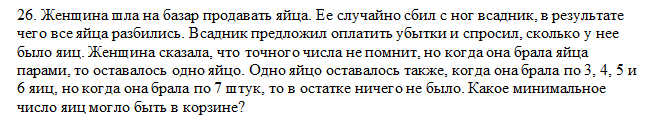 26. Женщина шла на базар продавать яйца. Ее случайно сбил с ног всадник, в результате
чего все яйца разбились. Всадник предложил оплатить убытки и спросил, сколько у нее
было яиц. Женщина сказала, что точного числа не помнит, но когда она брала яйца
парами, то оставалось одно яйцо. Одно яйцо оставалось также, когда она брала по 3, 4, 5 и
6 яиц, но когда она брала по 7 штук, то в остатке ничего не было. Какое минимальное
число яиц могло быть в корзине?